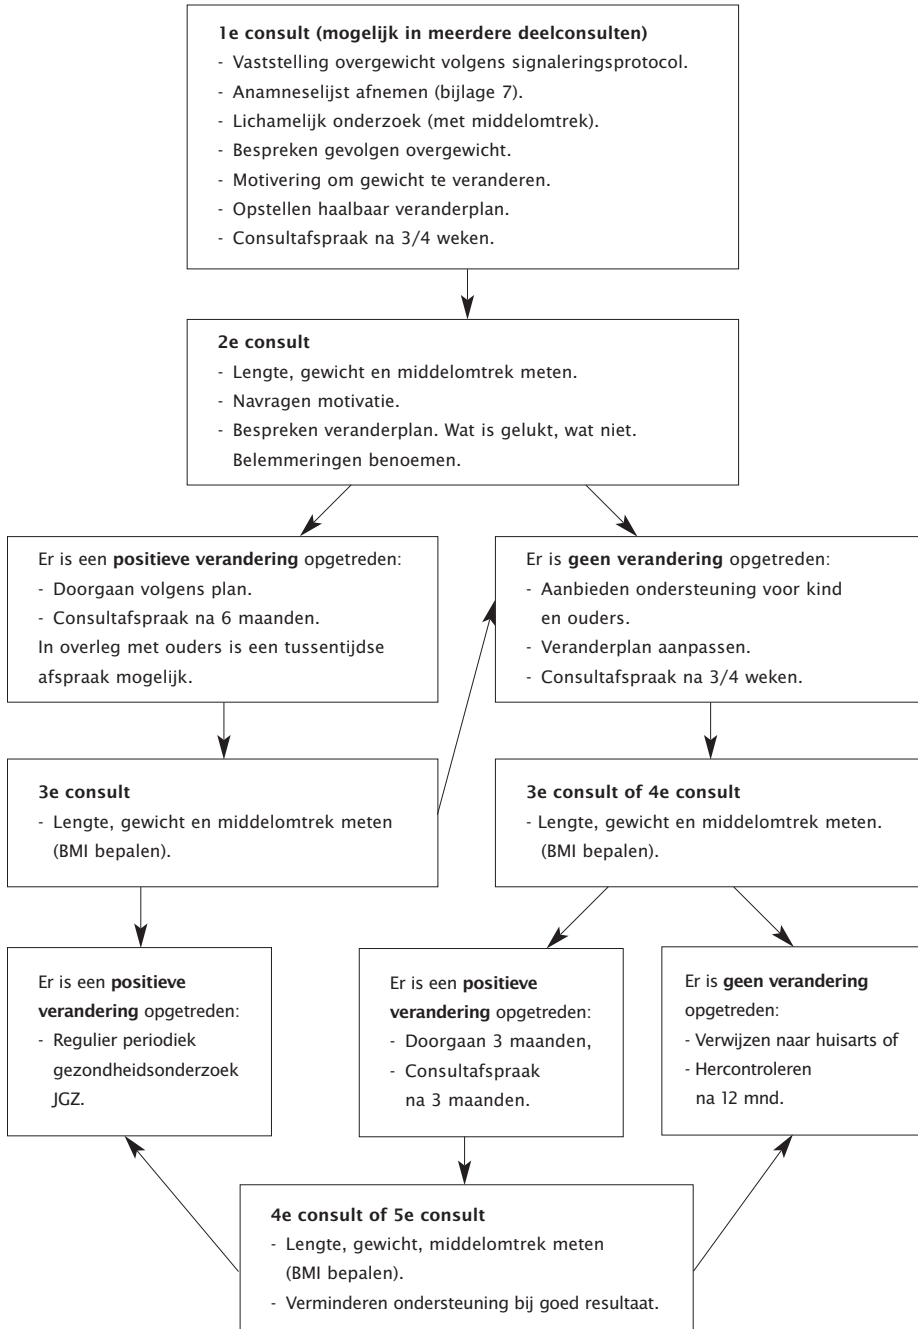 1e consult (mogelijk in meerdere deelconsulten)
- Vaststelling overgewicht volgens signaleringsprotocol.
- Anamneselijst afnemen (bijlage 7).
- Lichamelijk onderzoek (met middelomtrek).
- Bespreken gevolgen overgewicht.
- Motivering om gewicht te veranderen.
- Opstellen haalbaar veranderplan.
- Consultafspraak na 3/4 weken.
2e consult
- Lengte, gewicht en middelomtrek meten.
- Navragen motivatie.
- Bespreken veranderplan. Wat is gelukt, wat niet.
Belemmeringen benoemen.
Er is een positieve verandering opgetreden:
- Doorgaan volgens plan.
- Consultafspraak na 6 maanden.
In overleg met ouders is een tussentijdse
afspraak mogelijk.
Er is geen verandering opgetreden:
- Aanbieden ondersteuning voor kind
en ouders.
- Veranderplan aanpassen.
- Consultafspraak na 3/4 weken.
3e consult
- Lengte, gewicht en middelomtrek meten
(BMI bepalen).
3e consult of 4e consult
- Lengte, gewicht en middelomtrek meten.
(BMI bepalen).
Er is een positieve
verandering opgetreden:
- Regulier periodiek
gezondheidsonderzoek
JGZ.
Er is een positieve
verandering opgetreden:
- Doorgaan 3 maanden,
- Consultafspraak
na 3 maanden.
Er is geen verandering
opgetreden:
- Verwijzen naar huisarts of
- Hercontroleren
na 12 mnd.
4e consult of 5e consult
- Lengte, gewicht, middelomtrek meten
(BMI bepalen).
- Verminderen ondersteuning bij goed resultaat.